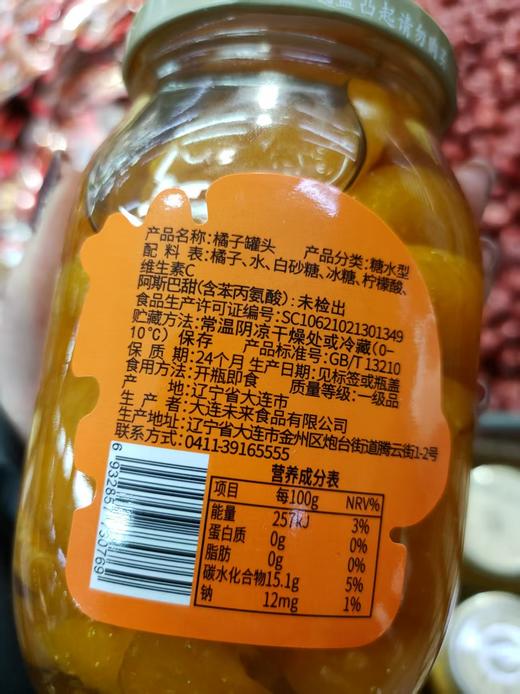 凸起请勿购买
产品名称:橘子罐头 产品分类:糖水型
配料表:橘子、水、白砂糖、冰糖、柠檬酸、
维生素C
阿斯巴甜(含苯丙氨酸):未检出
食品生产许可证编号:SC10621021301349
贮藏方法:常温阴凉干燥处或冷藏(0-
10℃)保存 产品标准号:GB/T 13210
保质期:24个月 生产日期:见标签或瓶盖
食用方法:开瓶即食 质量等级:一级品
产地:辽宁省大连市
生产者:大连未来食品有限公司
生产地址:辽宁省大连市金州区炮台街道腾云街1-2号
联系方式:0411-39165555
营养成分表
项目 每100g NRV%
能量 257kJ 3%
蛋白质 0g 0%
脂肪 0g 0%
碳水化合物 15.1g 5%
钠 12mg 1%